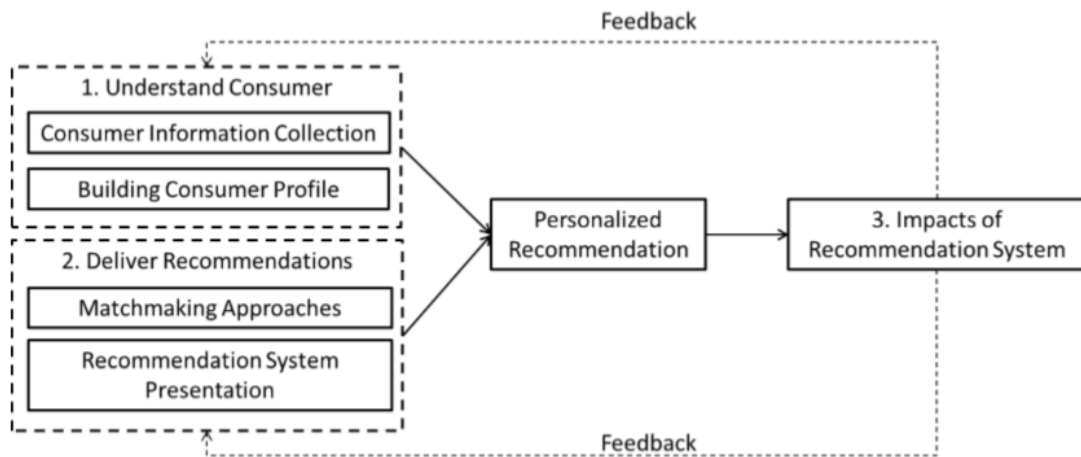 Feedback
1. Understand Consumer
Consumer Information Collection
Building Consumer Profile
2. Deliver Recommendations
Matchmaking Approaches
Recommendation System
Presentation
Personalized
Recommendation
3. Impacts of
Recommendation System
Feedback